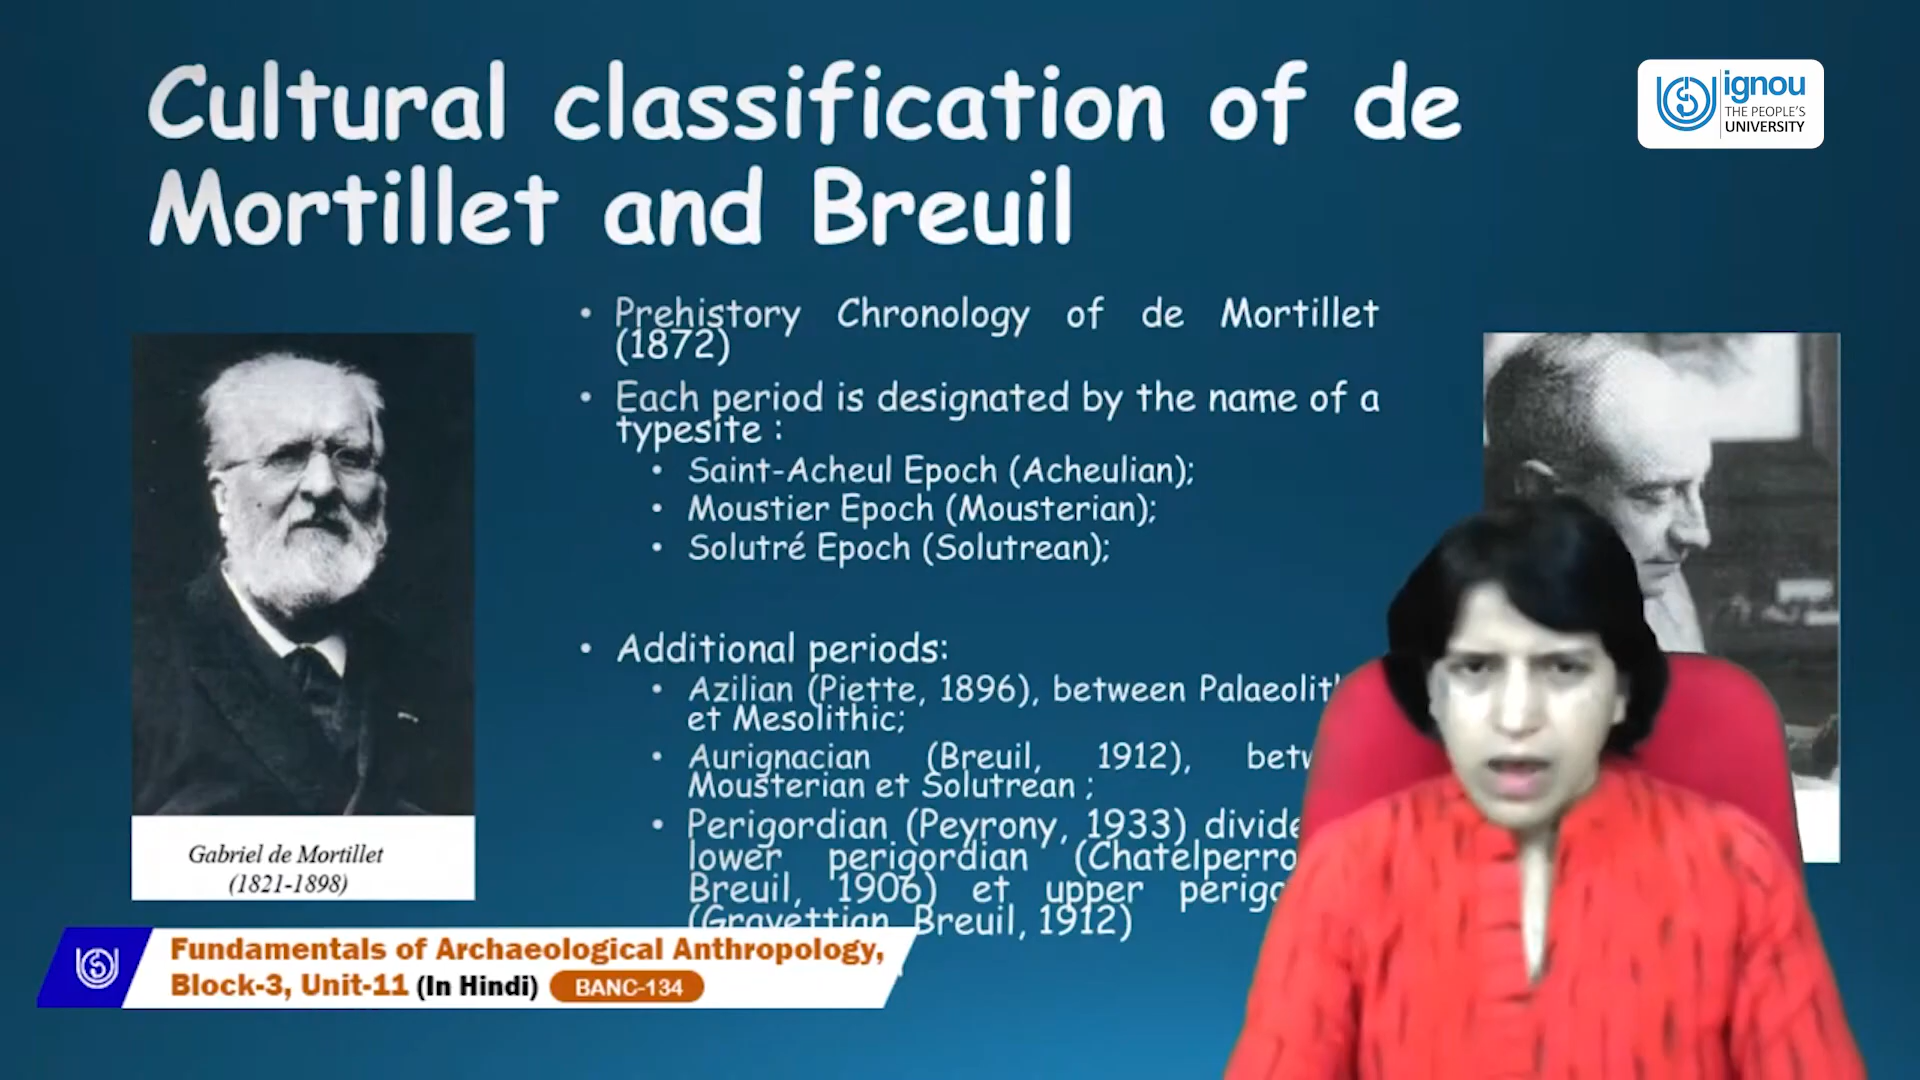 Cultural classification of de
Mortillet and Breuil
ignou
THE PEOPLE'S
UNIVERSITY
• Prehistory Chronology of de Mortillet
(1872)
• Each period is designated by the name of a
typesite :
• Saint-Acheul Epoch (Acheulian);
• Moustier Epoch (Mousterian);
• Solutré Epoch (Solutrean);
• Additional periods:
• Azilian (Piette, 1896), between
et Mesolithic;
• Aurignacian (Breuil, 1912),
Mousterian et Solutrean ;
• Perigordian (Peyrony, 1933)
lower perigordian
Breuil, 1906) et upper
(Gravettian, Breuil, 1912)
Gabriel de Mortillet
(1821-1898)
Fundamentals of Archaeological Anthropology,
Block-3, Unit-11 (In Hindi) BANC-134